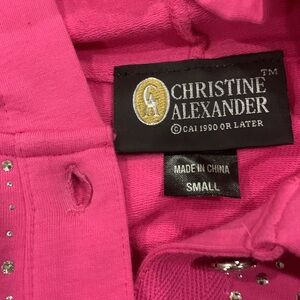 CHRISTINE TM
ALEXANDER
© CAI 1990 OR LATER
MADE IN CHINA
SMALL